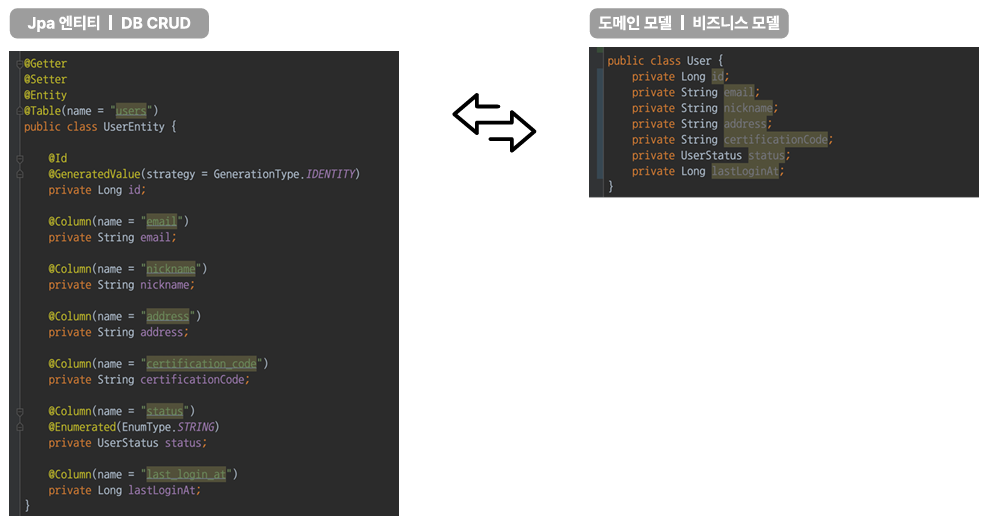 Jpa 엔티티 | DB CRUD
@Getter
@Setter
@Entity
@Table(name = "users")
public class UserEntity {
@Id
@GeneratedValue(strategy = GenerationType.IDENTITY)
private Long id;
@Column(name = "email")
private String email;
@Column(name = "nickname")
private String nickname;
@Column(name = "address")
private String address;
@Column(name = "certification_code")
private String certificationCode;
@Column(name = "status")
@Enumerated(EnumType.STRING)
private UserStatus status;
@Column(name = "last_login_at")
private Long lastLoginAt;
}
도메인 모델 | 비즈니스 모델
public class User {
private Long id;
private String email;
private String nickname;
private String address;
private String certificationCode;
private UserStatus status;
private Long lastLoginAt;
}